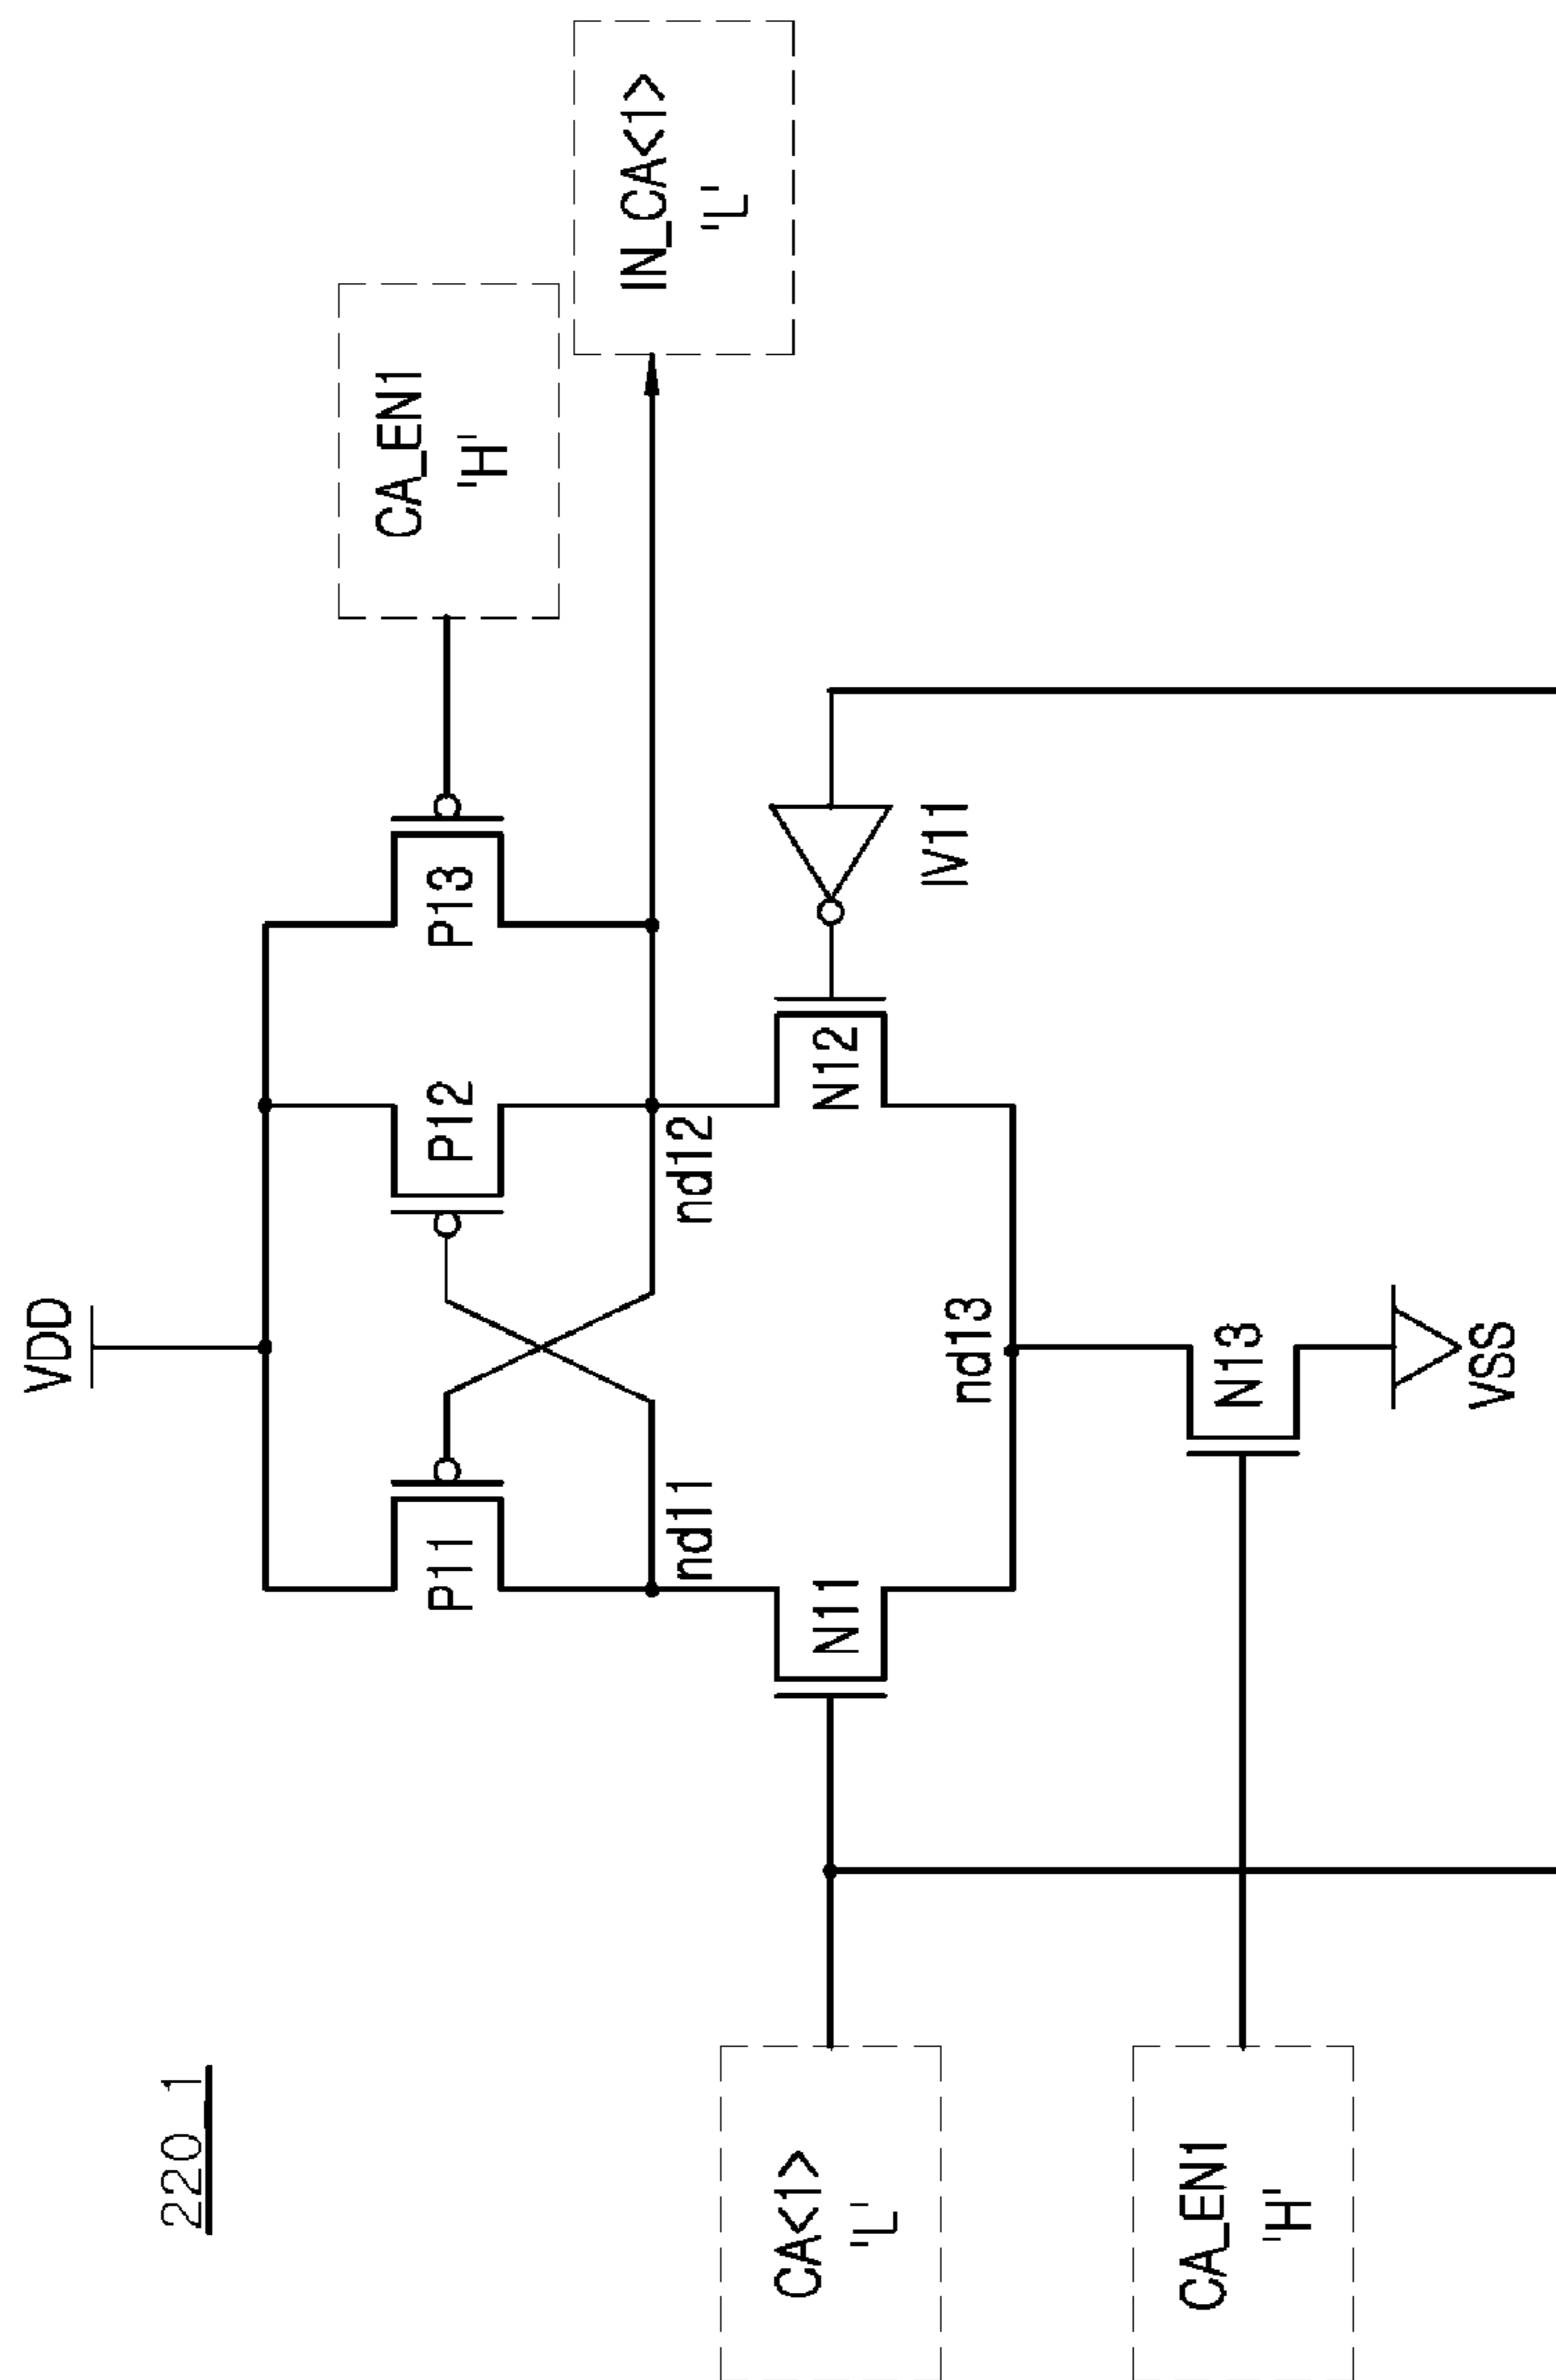 220_1
VDD
P11
P12
P13
CA_EN1
'H'
IN_CA<1>
'L'
nd11
nd12
CA<1>
'L'
N11
N12
IV11
nd13
CA_EN1
'H'
N13
VSS